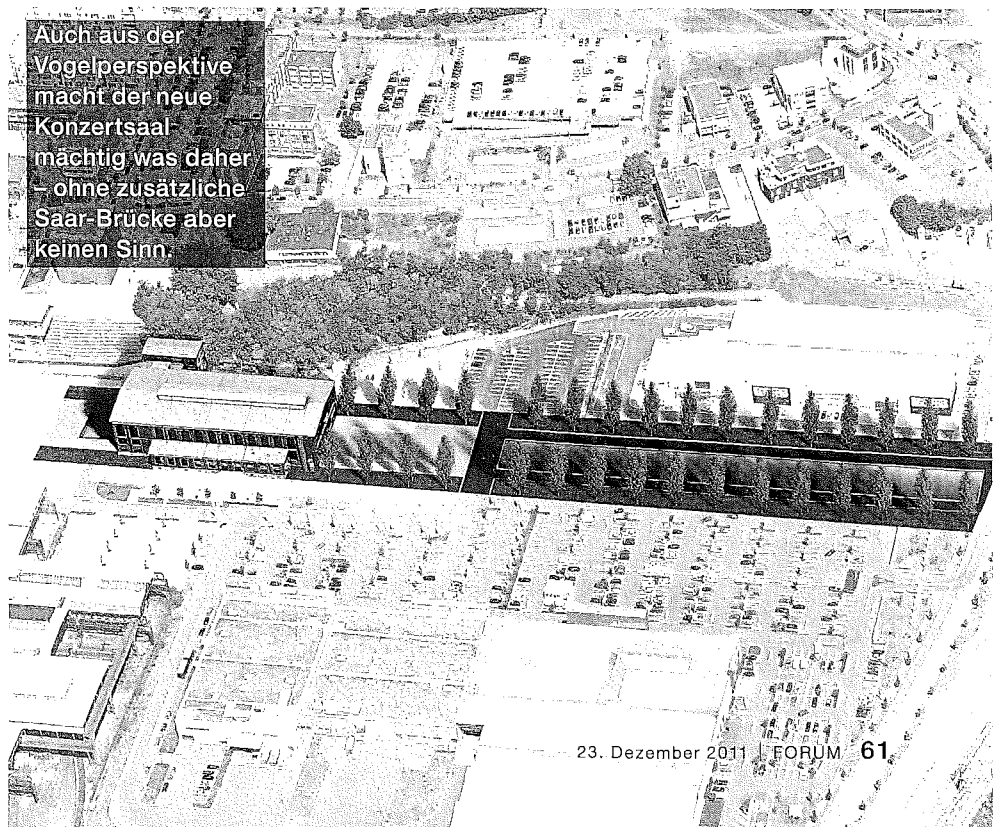 Auch aus der
Vogelperspektive
macht der neue
Konzertsaal
mächtig was daher
– ohne zusätzliche
Saar-Brücke aber
keinen Sinn.
23. Dezember 2011 | FORUM 61